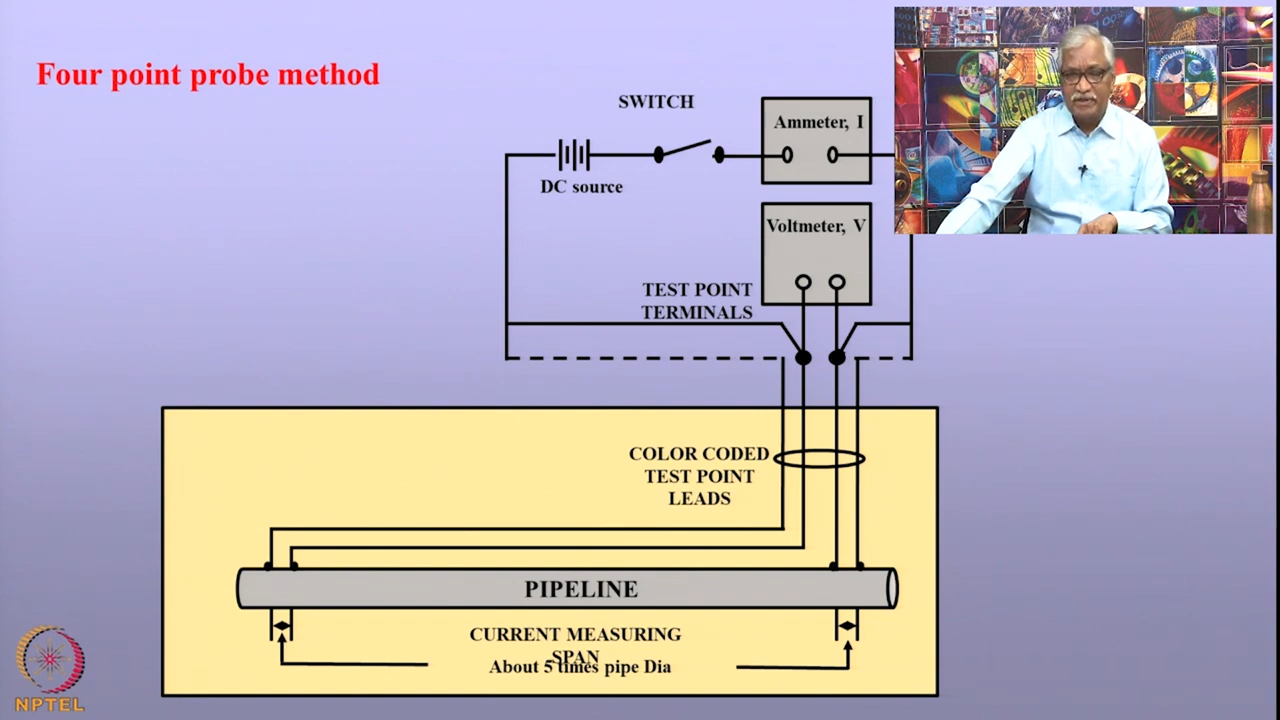 Four point probe method
SWITCH
Ammeter, I
DC source
Voltmeter, V
TEST POINT
TERMINALS
COLOR CODED
TEST POINT
LEADS
PIPELINE
CURRENT MEASURING
SPAN
About 5 times pipe Dia
NPTEL